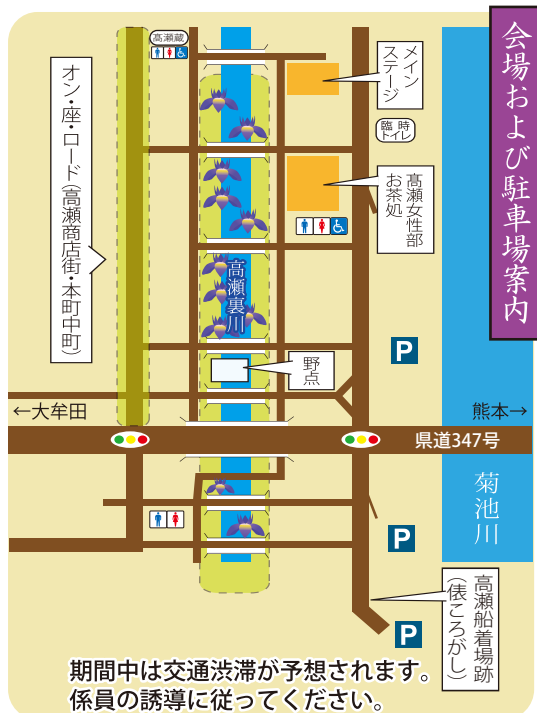 会場および駐車場案内
高瀬蔵
メイン
ステージ
臨時
トイレ
髙瀬女性部
お茶処
オン・座・ロード(高瀬商店街・本町中町)
高瀬裏川
野点
P
←大牟田
熊本→
県道347号
菊池川
P
高瀬船着場跡
(俵ころがし)
P
期間中は交通渋滞が予想されます。
係員の誘導に従ってください。